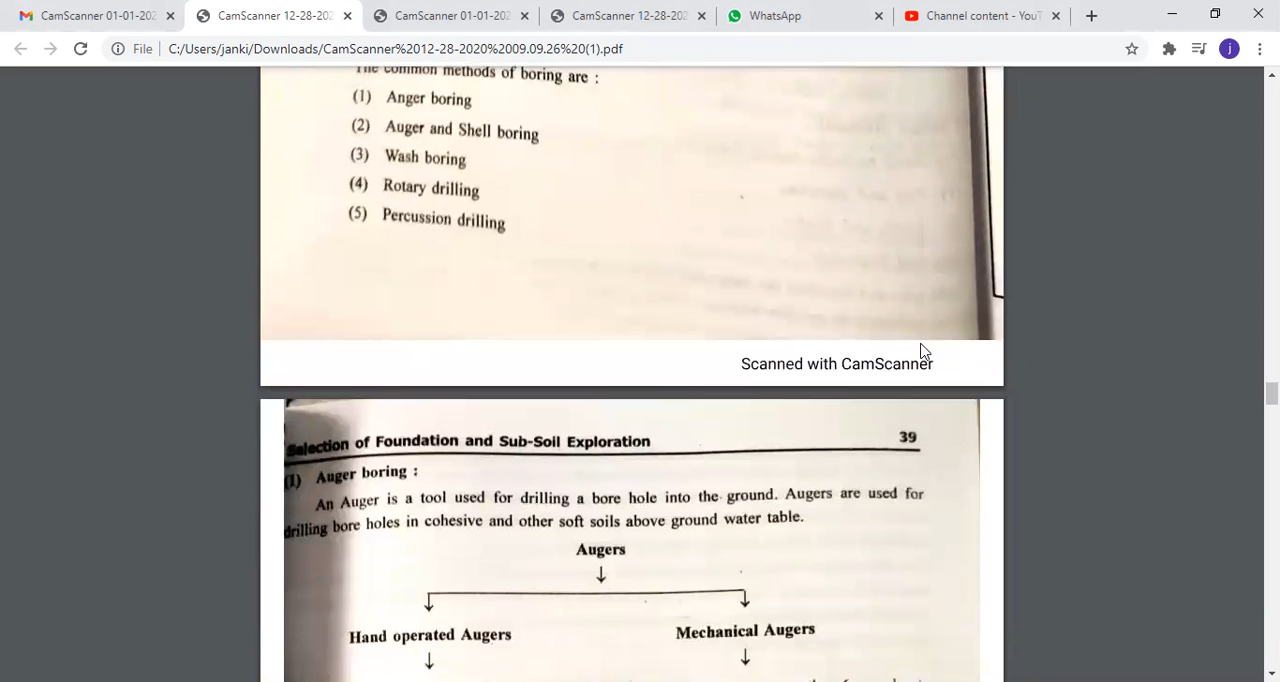 CamScanner 01-01-202
CamScanner 12-28-202
CamScanner 01-01-202
CamScanner 12-28-202
WhatsApp
Channel content - YouT
File
C:/Users/janki/Downloads/CamScanner%2012-28-2020%2009.09.26%20(1).pdf
j
The common methods of boring are :
(1) Anger boring
(2) Auger and Shell boring
(3) Wash boring
(4) Rotary drilling
(5) Percussion drilling
Scanned with CamScanner
Selection of Foundation and Sub-Soil Exploration 39
(1) Auger boring :
An Auger is a tool used for drilling a bore hole into the ground. Augers are used for
drilling bore holes in cohesive and other soft soils above ground water table.
Augers
Hand operated Augers Mechanical Augers